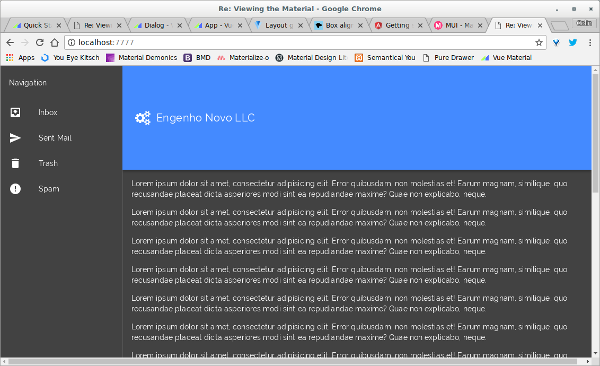 Re: Viewing the Material - Google Chrome
Quick S
Re: View
Dialog -
App - Vu
Layout
Box align
Getting
MUI - Ma
Re: View
localhost:7777
Apps
You Eye Kitsch
Material Demonics
BMD
Materialize-o
Material Design Lit
Semantical You
Pure Drawer
Vue Material
Navigation
Engenho Novo LLC
Inbox
Sent Mail
Trash
Spam
Lorem ipsum dolor sit amet, consectetur adipisicing elit. Error quibusdam, non molestias et! Earum magnam, similique, quo
recusandae placeat dicta asperiores modi sint ea repudiandae maxime? Quae non explicabo, neque.
Lorem ipsum dolor sit amet, consectetur adipisicing elit. Error quibusdam, non molestias et! Earum magnam, similique, quo
recusandae placeat dicta asperiores modi sint ea repudiandae maxime? Quae non explicabo, neque.
Lorem ipsum dolor sit amet, consectetur adipisicing elit. Error quibusdam, non molestias et! Earum magnam, similique, quo
recusandae placeat dicta asperiores modi sint ea repudiandae maxime? Quae non explicabo, neque.
Lorem ipsum dolor sit amet, consectetur adipisicing elit. Error quibusdam, non molestias et! Earum magnam, similique, quo
recusandae placeat dicta asperiores modi sint ea repudiandae maxime? Quae non explicabo, neque.
Lorem ipsum dolor sit amet, consectetur adipisicing elit. Error quibusdam, non molestias et! Earum magnam, similique, quo
recusandae placeat dicta asperiores modi sint ea repudiandae maxime? Quae non explicabo, neque.
Lorem ipsum dolor sit amet, consectetur adipisicing elit. Error quibusdam, non molestias et! Earum magnam, similique, quo
recusandae placeat dicta asperiores modi sint ea repudiandae maxime? Quae non explicabo, neque.
Lorem ipsum dolor sit amet, consectetur adipisicing elit. Error quibusdam, non molestias et! Earum magnam, similique, quo